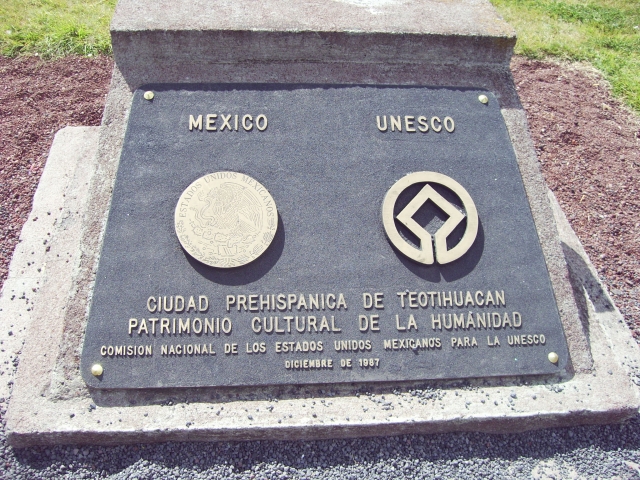 MEXICO
UNESCO
ESTADOS UNIDOS MEXICANOS
CIUDAD PREHISPANICA DE TEOTIHUACAN
PATRIMONIO CULTURAL DE LA HUMANIDAD
COMISION NACIONAL DE LOS ESTADOS UNIDOS MEXICANOS PARA LA UNESCO
DICIEMBRE DE 1987